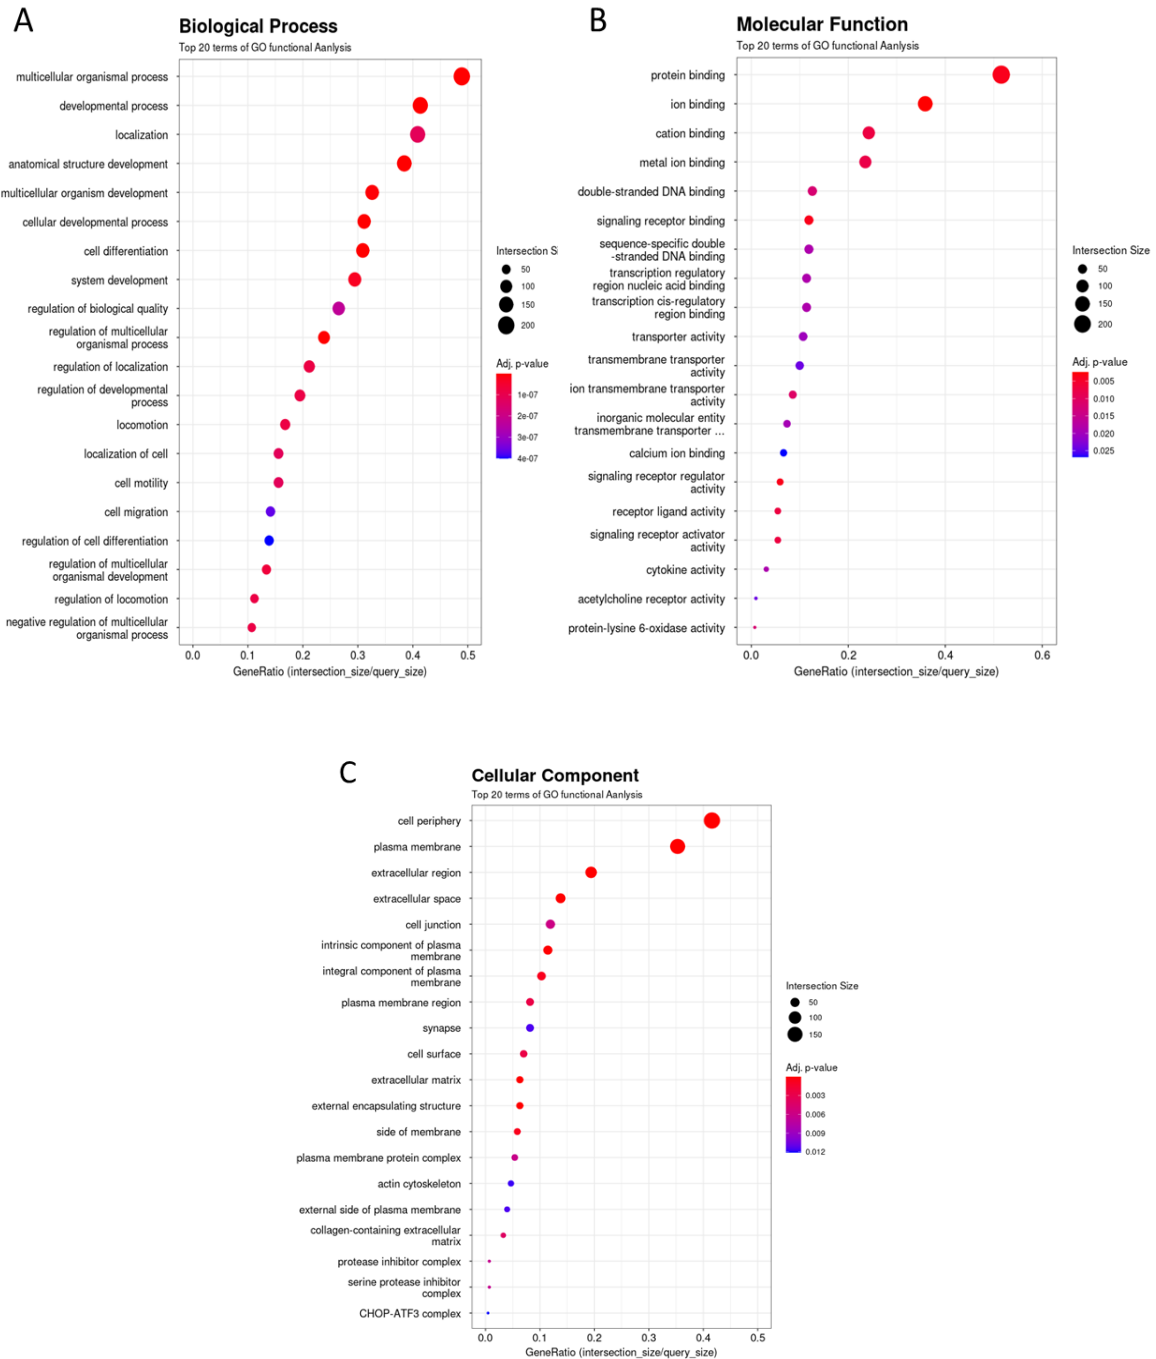 A
Biological Process
Top 20 terms of GO functional Aanlysis
multicellular organismal process
developmental process
localization
anatomical structure development
multicellular organism development
cellular developmental process
cell differentiation
system development
regulation of biological quality
regulation of multicellular
organismal process
regulation of localization
regulation of developmental
process
locomotion
localization of cell
cell motility
cell migration
regulation of cell differentiation
regulation of multicellular
organismal development
regulation of locomotion
negative regulation of multicellular
organismal process
0.0 0.1 0.2 0.3 0.4 0.5
GeneRatio (intersection_size/query_size)
Intersection Si
50
100
150
200
Adj. p-value
1e-07
2e-07
3e-07
4e-07
B
Molecular Function
Top 20 terms of GO functional Aanlysis
protein binding
ion binding
cation binding
metal ion binding
double-stranded DNA binding
signaling receptor binding
sequence-specific double
-stranded DNA binding
transcription regulatory
region nucleic acid binding
transcription cis-regulatory
region binding
transporter activity
transmembrane transporter
activity
ion transmembrane transporter
activity
inorganic molecular entity
transmembrane transporter ...
calcium ion binding
signaling receptor regulator
activity
receptor ligand activity
signaling receptor activator
activity
cytokine activity
acetylcholine receptor activity
protein-lysine 6-oxidase activity
0.0 0.2 0.4 0.6
GeneRatio (intersection_size/query_size)
Intersection Size
50
100
150
200
Adj. p-value
0.005
0.010
0.015
0.020
0.025
C
Cellular Component
Top 20 terms of GO functional Aanlysis
cell periphery
plasma membrane
extracellular region
extracellular space
cell junction
intrinsic component of plasma
membrane
integral component of plasma
membrane
plasma membrane region
synapse
cell surface
extracellular matrix
external encapsulating structure
side of membrane
plasma membrane protein complex
actin cytoskeleton
external side of plasma membrane
collagen-containing extracellular
matrix
protease inhibitor complex
serine protease inhibitor
complex
CHOP-ATF3 complex
0.0 0.1 0.2 0.3 0.4 0.5
GeneRatio (intersection_size/query_size)
Intersection Size
50
100
150
Adj. p-value
0.003
0.006
0.009
0.012